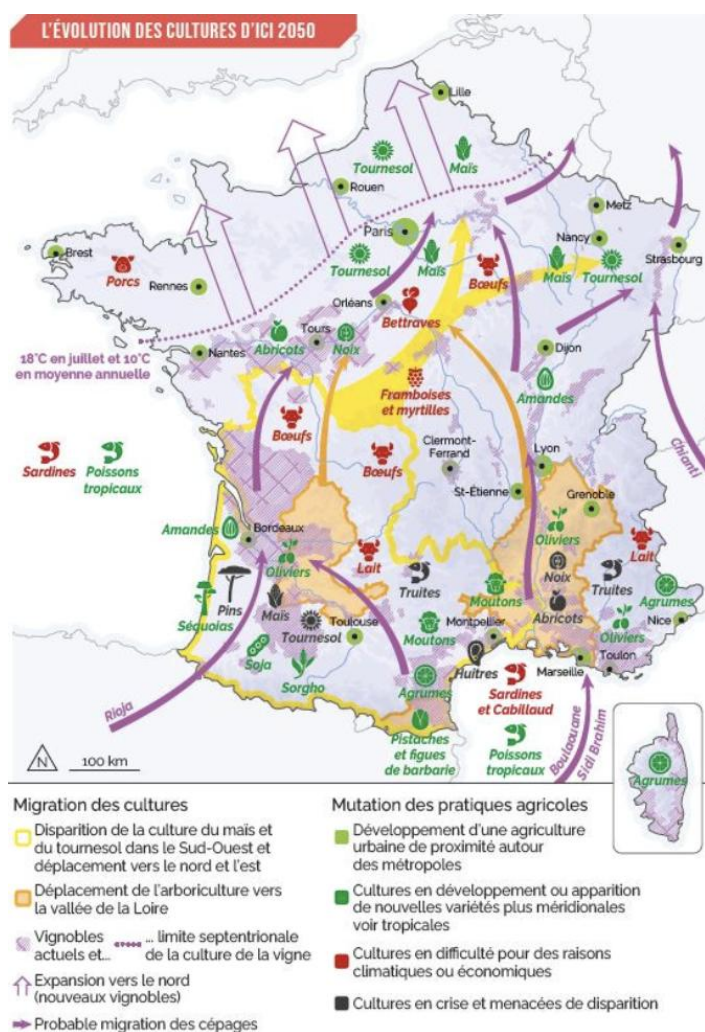 L'ÉVOLUTION DES CULTURES D'ICI 2050
Lille
Tournesol
Maïs
Rouen
Metz
Paris
Nancy
Brest
Porcs
Rennes
Tournesol
Maïs
Bœufs
Maïs
Tournesol
Strasbourg
Orléans
Bettraves
18°C en juillet et 10°C
en moyenne annuelle
Nantes
Abricots
Tours
Noix
Dijon
Framboises
et myrtilles
Amandes
Bœufs
Chianti
Sardines
Poissons
tropicaux
Bœufs
Clermont-
Ferrand
Lyon
St-Étienne
Grenoble
Amandes
Bordeaux
Oliviers
Lait
Oliviers
Lait
Séquoias
Pins
Maïs
Truites
Noix
Truites
Moutons
Abricots
Agrumes
Tournesol
Toulouse
Moutons
Montpellier
Oliviers
Nice
Soja
Sorgho
Huîtres
Marseille
Toulon
Rioja
Agrumes
Sardines
et Cabillaud
Pistaches
et figues
de barbarie
Poissons
tropicaux
Boulaouane
Sidi Brahim
Agrumes
N
100 km
Migration des cultures
Disparition de la culture du maïs et
du tournesol dans le Sud-Ouest et
déplacement vers le nord et l'est
Déplacement de l'arboriculture vers
la vallée de la Loire
Vignobles
actuels et...
... limite septentrionale
de la culture de la vigne
Expansion vers le nord
(nouveaux vignobles)
Probable migration des cépages
Mutation des pratiques agricoles
Développement d'une agriculture
urbaine de proximité autour
des métropoles
Cultures en développement ou apparition
de nouvelles variétés plus méridionales
voir tropicales
Cultures en difficulté pour des raisons
climatiques ou économiques
Cultures en crise et menacées de disparition